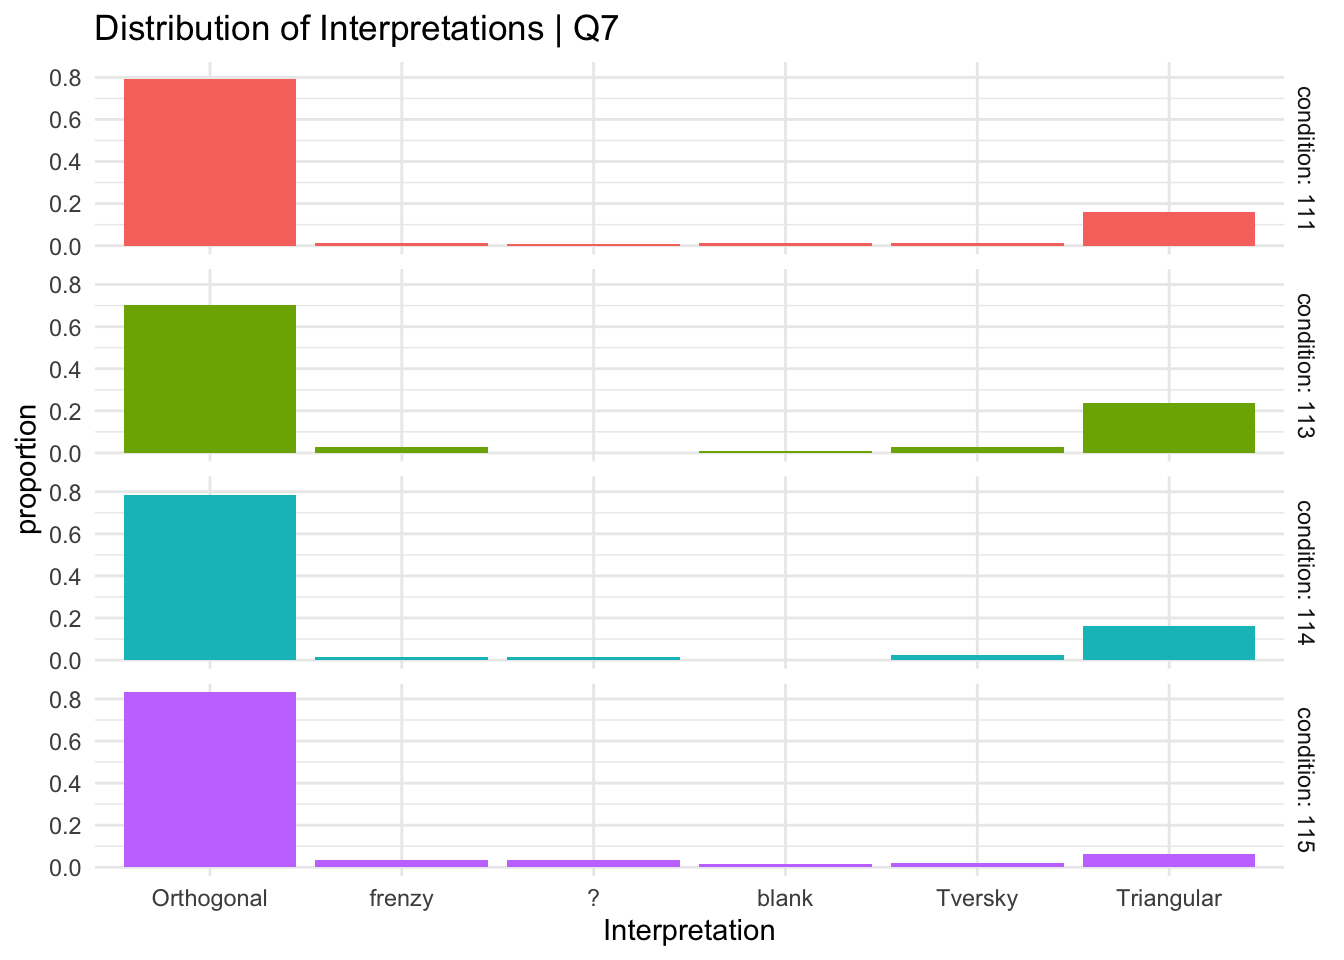 Distribution of Interpretations | Q7
proportion
0.8
0.6
0.4
0.2
0.0
condition: 111
0.8
0.6
0.4
0.2
0.0
condition: 113
0.8
0.6
0.4
0.2
0.0
condition: 114
0.8
0.6
0.4
0.2
0.0
condition: 115
Orthogonal frenzy ? blank Tversky Triangular
Interpretation